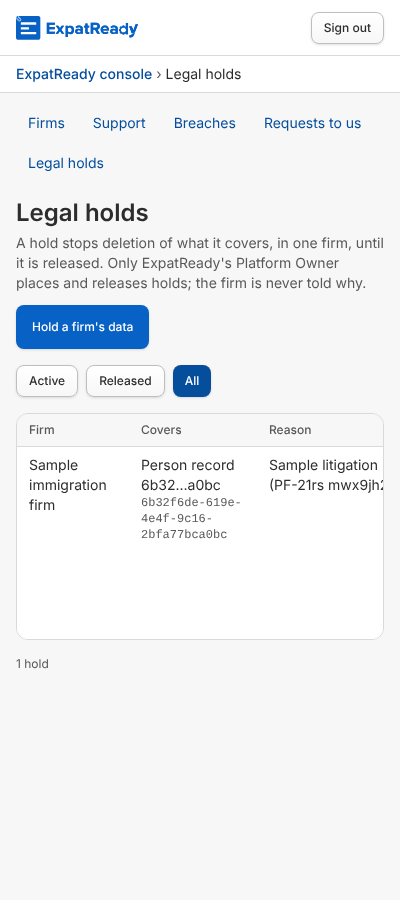 ExpatReady
Sign out
ExpatReady console › Legal holds
Firms
Support
Breaches
Requests to us
Legal holds
Legal holds
A hold stops deletion of what it covers, in one firm, until
it is released. Only ExpatReady's Platform Owner
places and releases holds; the firm is never told why.
Hold a firm's data
Active
Released
All
Firm
Covers
Reason
Sample
immigration
firm
Person record
6b32…a0bc
6b32f6de-619e-
4e4f-9c16-
2bfa77bca0bc
Sample litigation
(PF-21rs mwx9jh2
1 hold